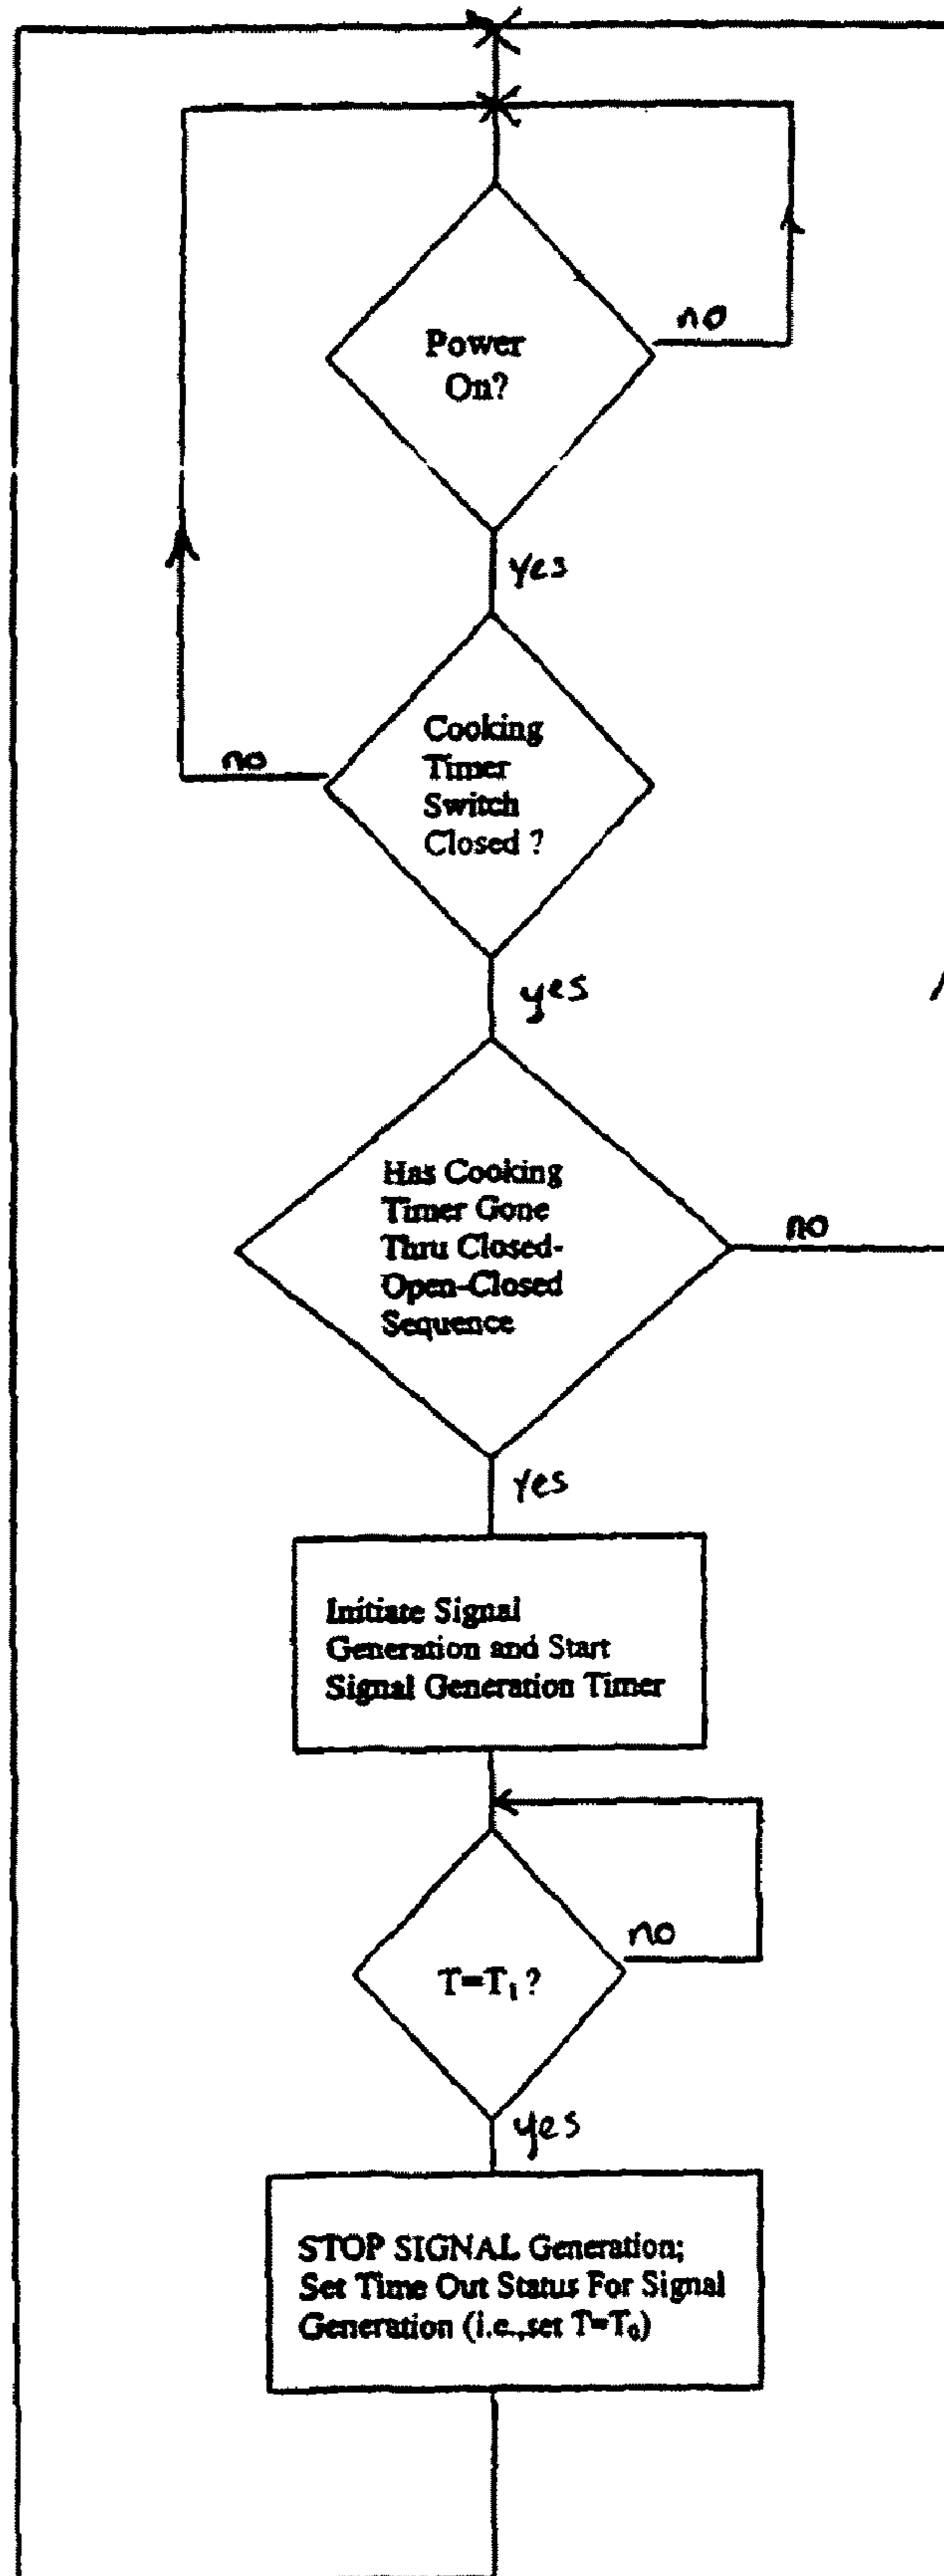 Power
On?
no
yes
Cooking
Timer
Switch
Closed ?
no
yes
Has Cooking
Timer Gone
Thru Closed-
Open-Closed
Sequence
no
Yes
Initiate Signal
Generation and Start
Signal Generation Timer
T=T₁ ?
no
yes
STOP SIGNAL Generation;
Set Time Out Status For Signal
Generation (i.e.,set T=T₀)